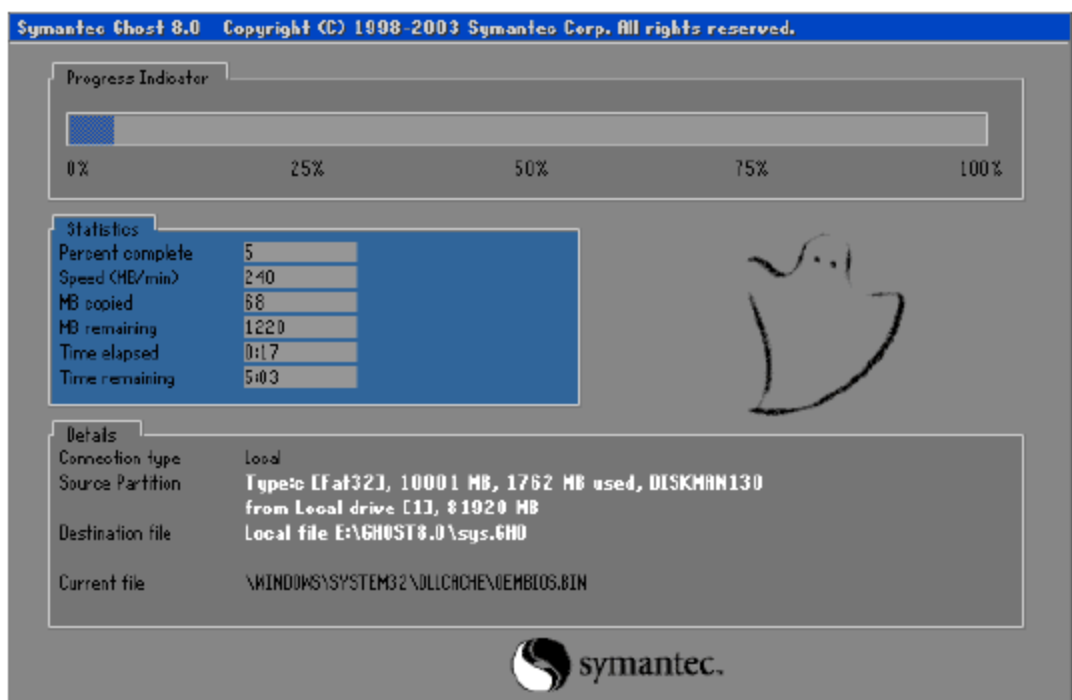 Symantec Ghost 8.0 Copyright (C) 1998-2003 Symantec Corp. All rights reserved.
Progress Indicator
0% 25% 50% 75% 100%
Statistics
Percent complete 5
Speed (MB/min) 240
MB copied 68
MB remaining 1220
Time elapsed 0:17
Time remaining 5:03
Details
Connection type Local
Source Partition Type:c [Fat32], 10001 MB, 1762 MB used, DISKMAN130
from Local drive [1], 81920 MB
Destination file Local file E:\GHOST8.0\sys.GHO
Current file \WINDOWS\SYSTEM32\DLLCACHE\OEMBIOS.BIN
symantec.